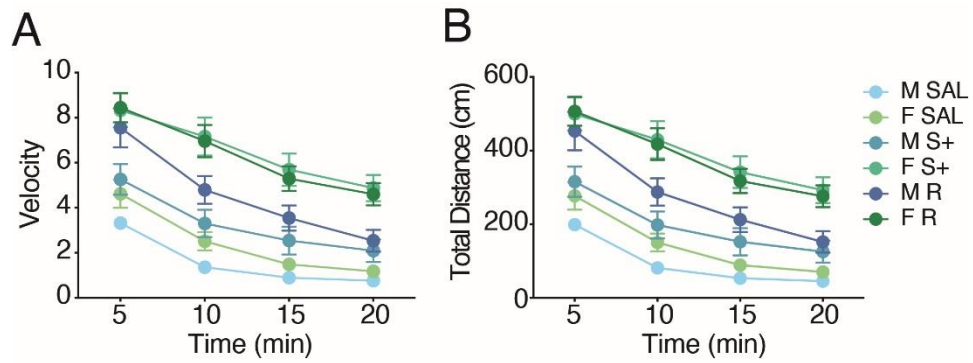 A
Velocity
10
8
6
4
2
0
5 10 15 20
Time (min)
B
Total Distance (cm)
600
400
200
0
5 10 15 20
Time (min)
M SAL
F SAL
M S+
F S+
M R
F R